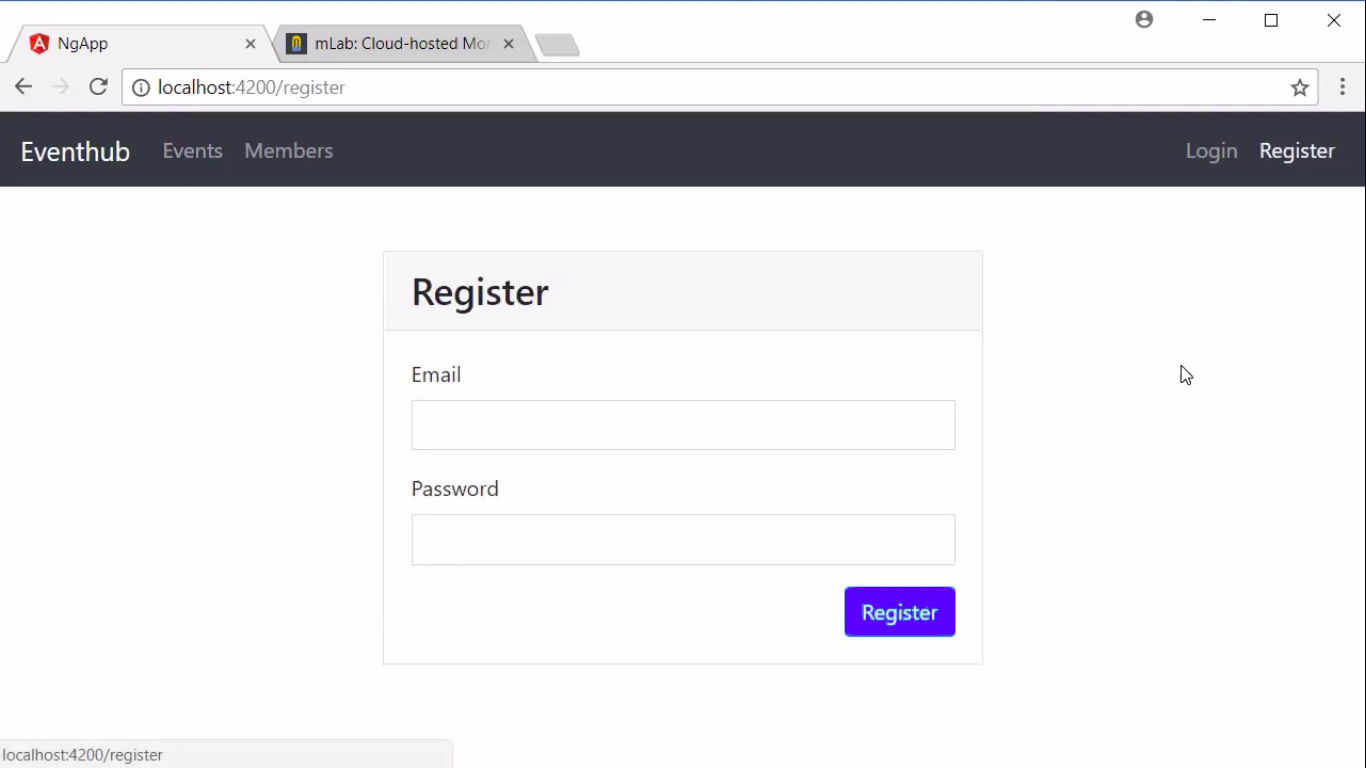 NgApp
mLab: Cloud-hosted Mo
localhost:4200/register
Eventhub Events Members Login Register
Register
Email
Password
Register
localhost:4200/register